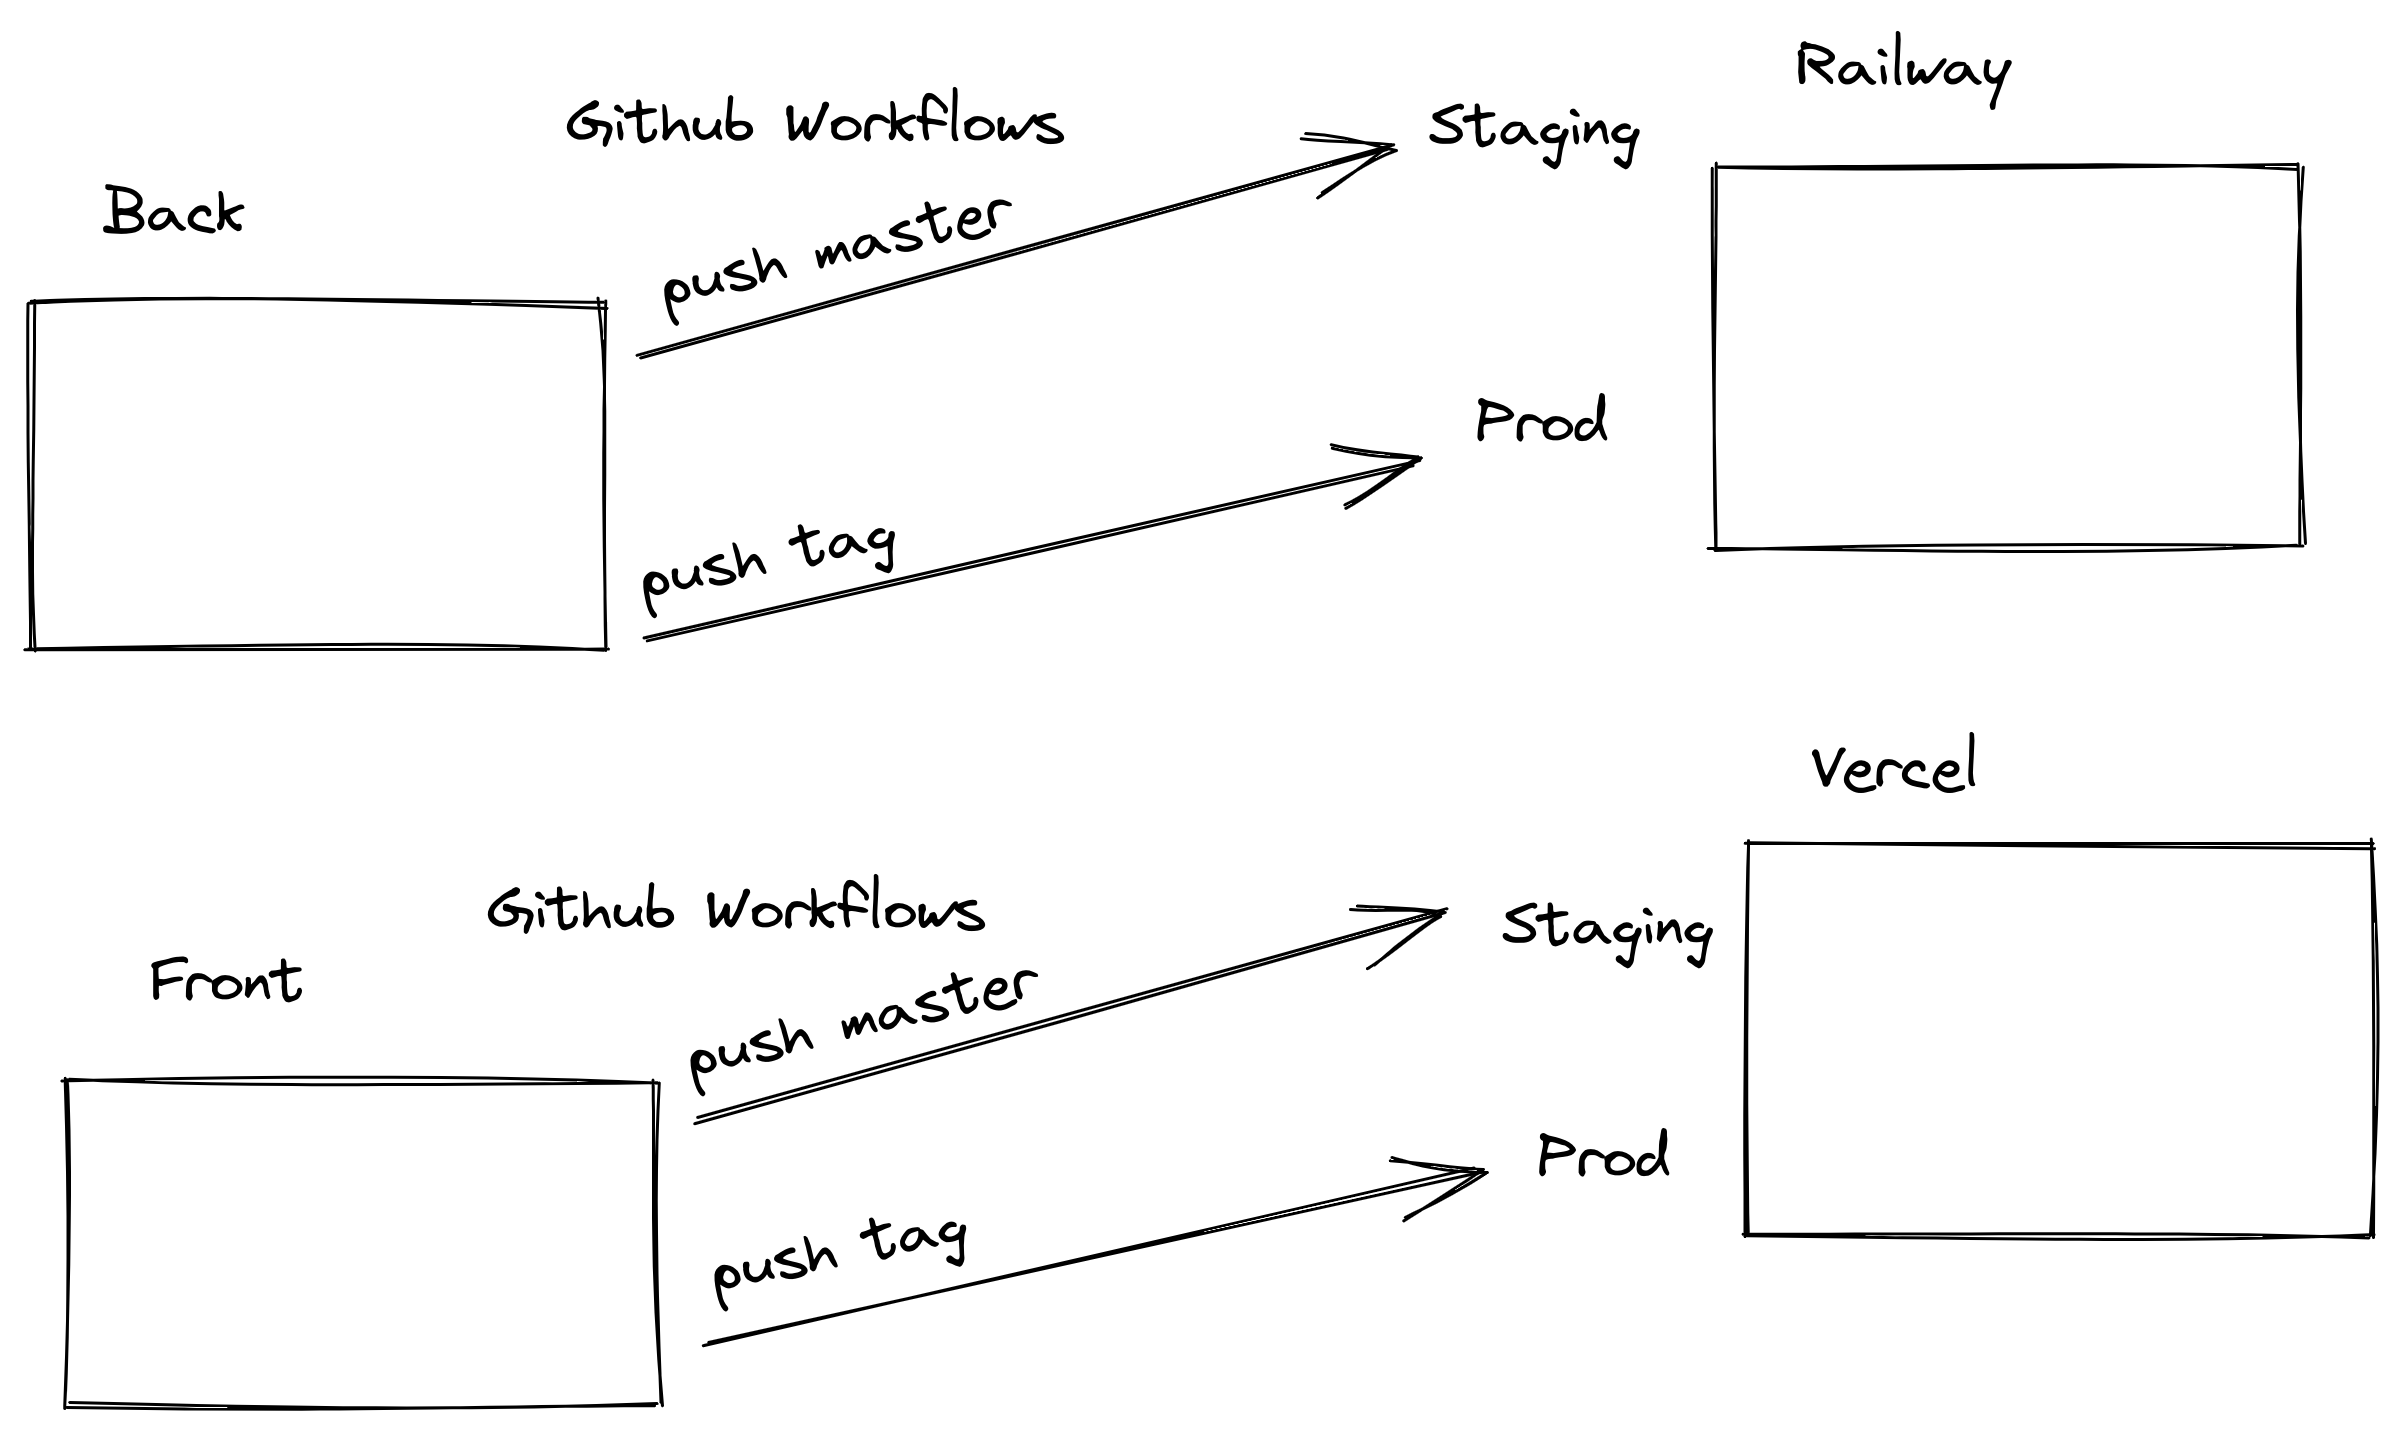 Railway
Github Workflows
Staging
Back
push master
Prod
push tag
Vercel
Github Workflows
Staging
Front
push master
Prod
push tag